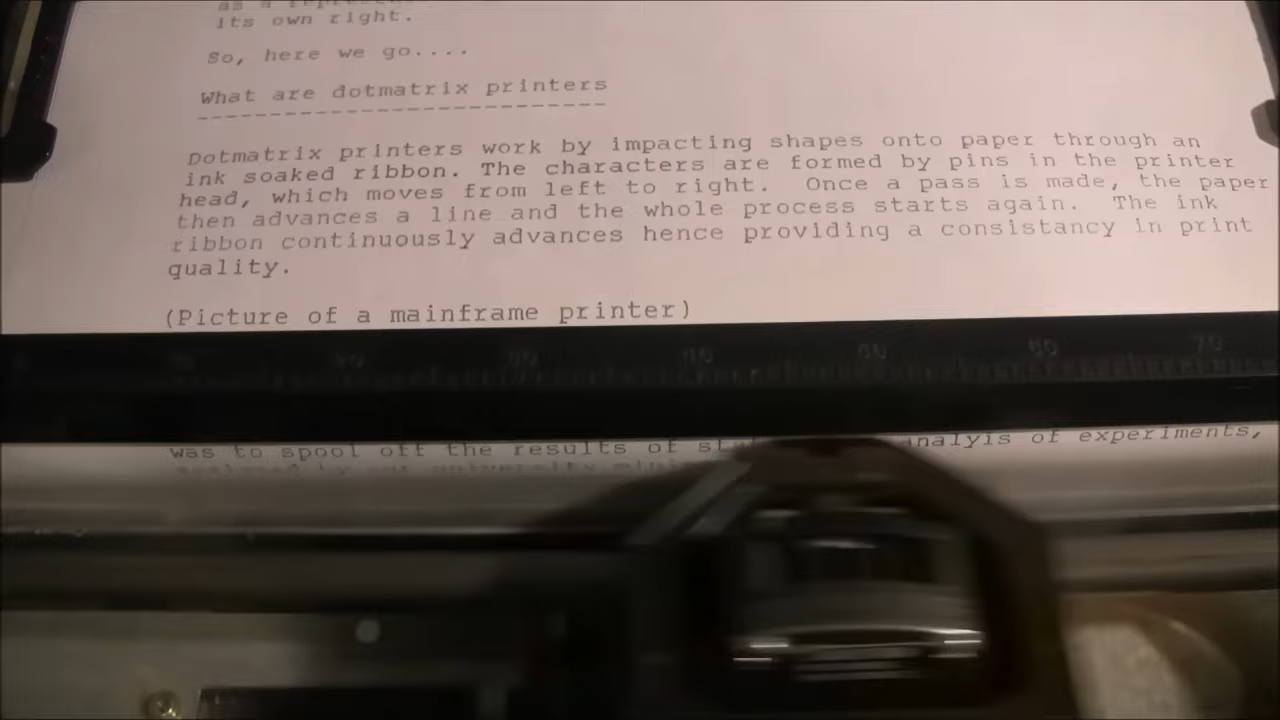 its own right.
So, here we go....
What are dotmatrix printers
---------------------------
Dotmatrix printers work by impacting shapes onto paper through an
ink soaked ribbon. The characters are formed by pins in the printer
head, which moves from left to right.  Once a pass is made, the paper
then advances a line and the whole process starts again.  The ink
ribbon continuously advances hence providing a consistancy in print
quality.
(Picture of a mainframe printer)
60 70
was to spool off the results of analyis of experiments,